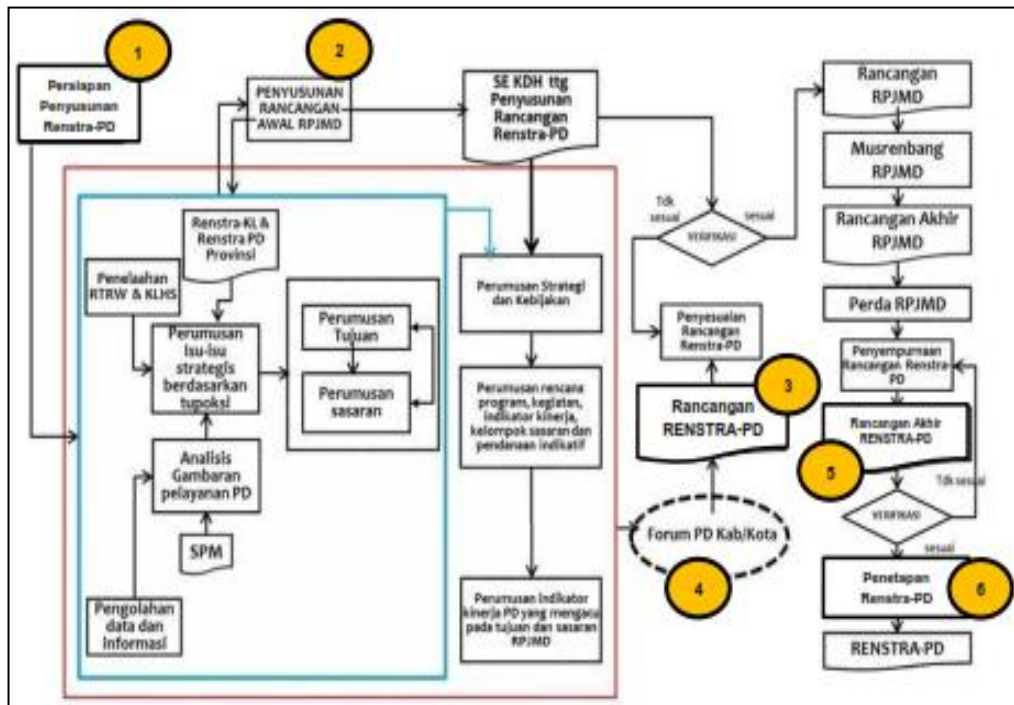 1
Persiapan
Penyusunan
Renstra-PD
2
PENYUSUNAN
RANCANGAN
AWAL RPJMD
SE KDH ttg
Penyusunan
Rancangan
Renstra-PD
Rancangan
RPJMD
Musrenbang
RPJMD
Rancangan Akhir
RPJMD
Perda RPJMD
Penyempurnaan
Rancangan Renstra-
PD
Rancangan Akhir
RENSTRA-PD
5
Tdk sesuai
VERIFIKASI
sesuai
Penetapan
Renstra-PD
6
RENSTRA-PD
Tdk
sesuai
sesuai
VERIFIKASI
Penyesuaian
Rancangan
Renstra-PD
3
Rancangan
RENSTRA-PD
Forum PD Kab/Kota
4
Renstra-KL &
Renstra PD
Provinsi
Penelaahan
RTRW & KLHS
Perumusan
Isu-isu
strategis
berdasarkan
tupoksi
Perumusan
Tujuan
Perumusan
sasaran
Analisis
Gambaran
pelayanan PD
SPM
Pengolahan
data dan
informasi
Perumusan Strategi
dan Kebijakan
Perumusan rencana
program, kegiatan,
indikator kinerja,
kelompok sasaran dan
pendanaan indikatif
Perumusan Indikator
kinerja PD yang mengacu
pada tujuan dan sasaran
RPJMD